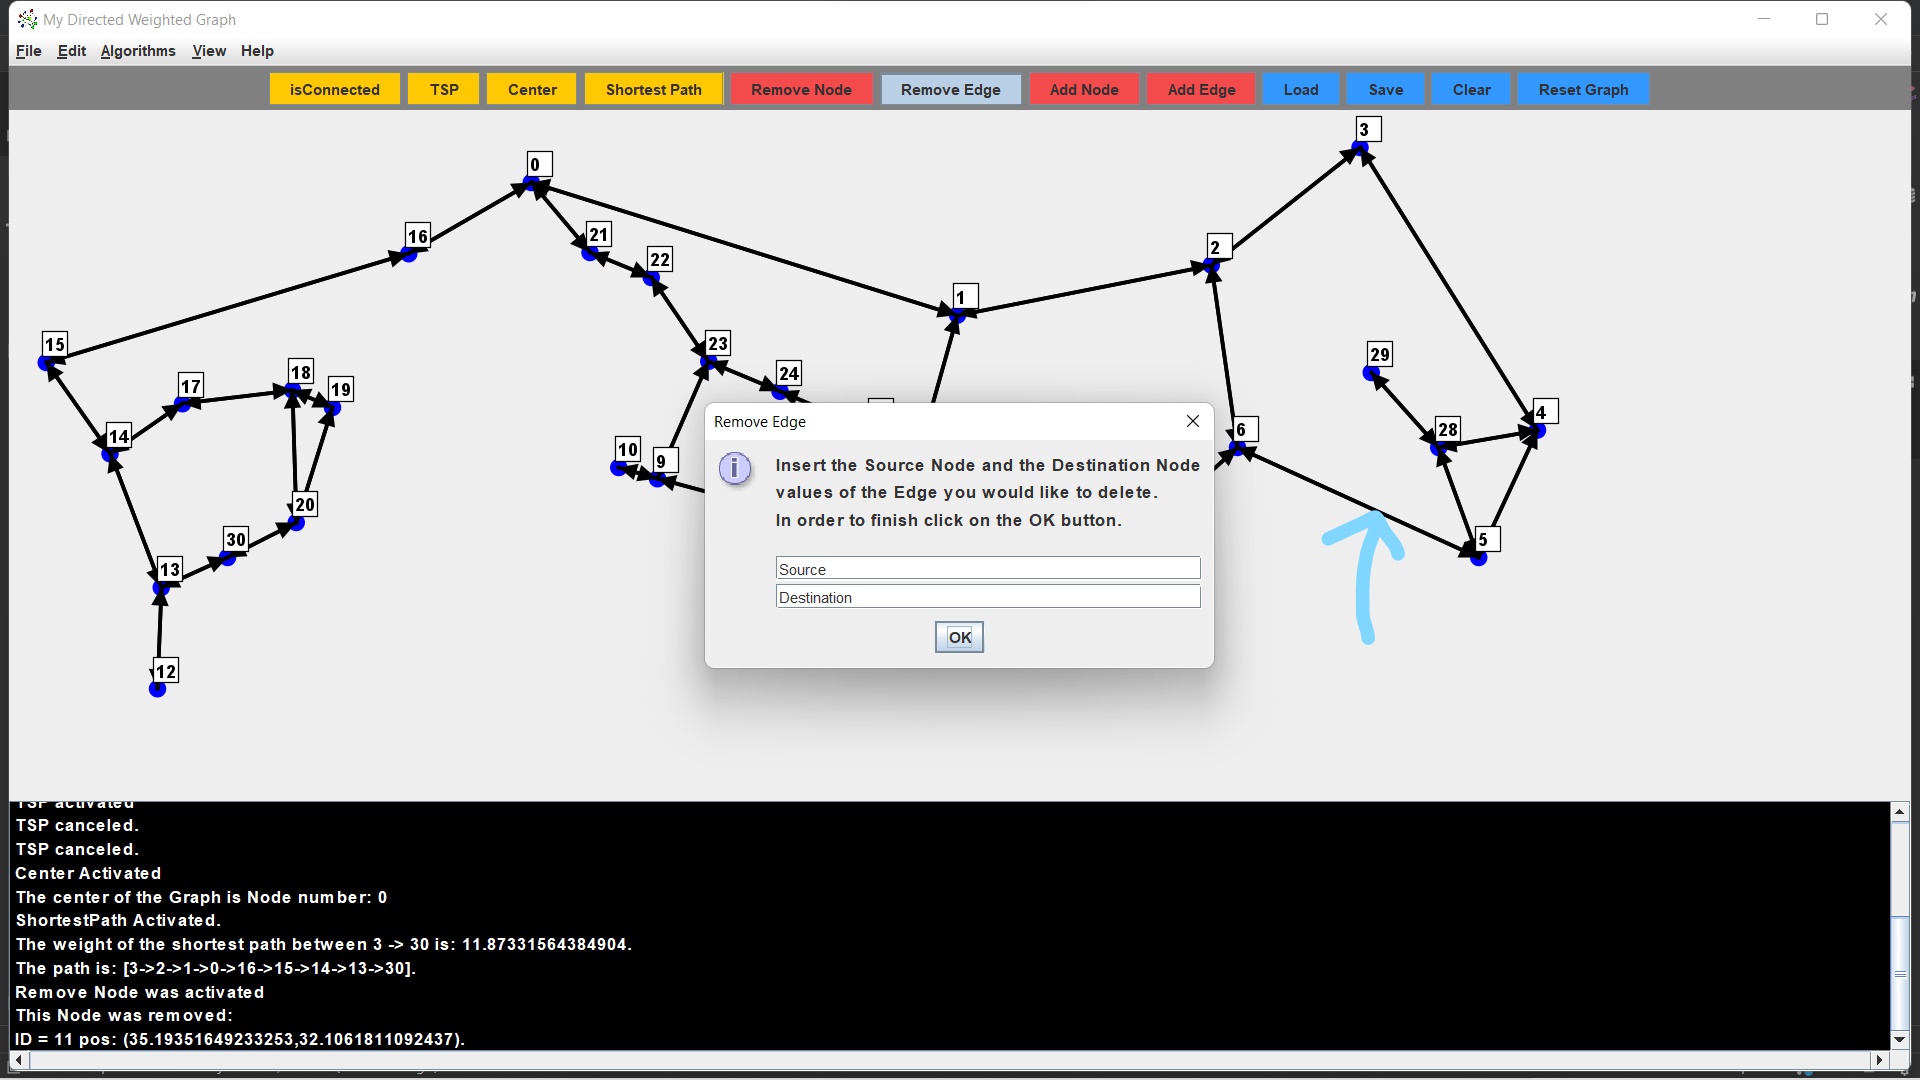 My Directed Weighted Graph
File Edit Algorithms View Help
isConnected TSP Center Shortest Path Remove Node Remove Edge Add Node Add Edge Load Save Clear Reset Graph
3
0
16
21
2
22
1
15
23
29
18
24
17
19
4
14
28
6
10
9
20
30
5
13
12
Remove Edge
Insert the Source Node and the Destination Node
values of the Edge you would like to delete.
In order to finish click on the OK button.
Source
Destination
OK
TSP activated
TSP canceled.
TSP canceled.
Center Activated
The center of the Graph is Node number: 0
ShortestPath Activated.
The weight of the shortest path between 3 -> 30 is: 11.87331564384904.
The path is: [3->2->1->0->16->15->14->13->30].
Remove Node was activated
This Node was removed:
ID = 11 pos: (35.19351649233253,32.1061811092437).